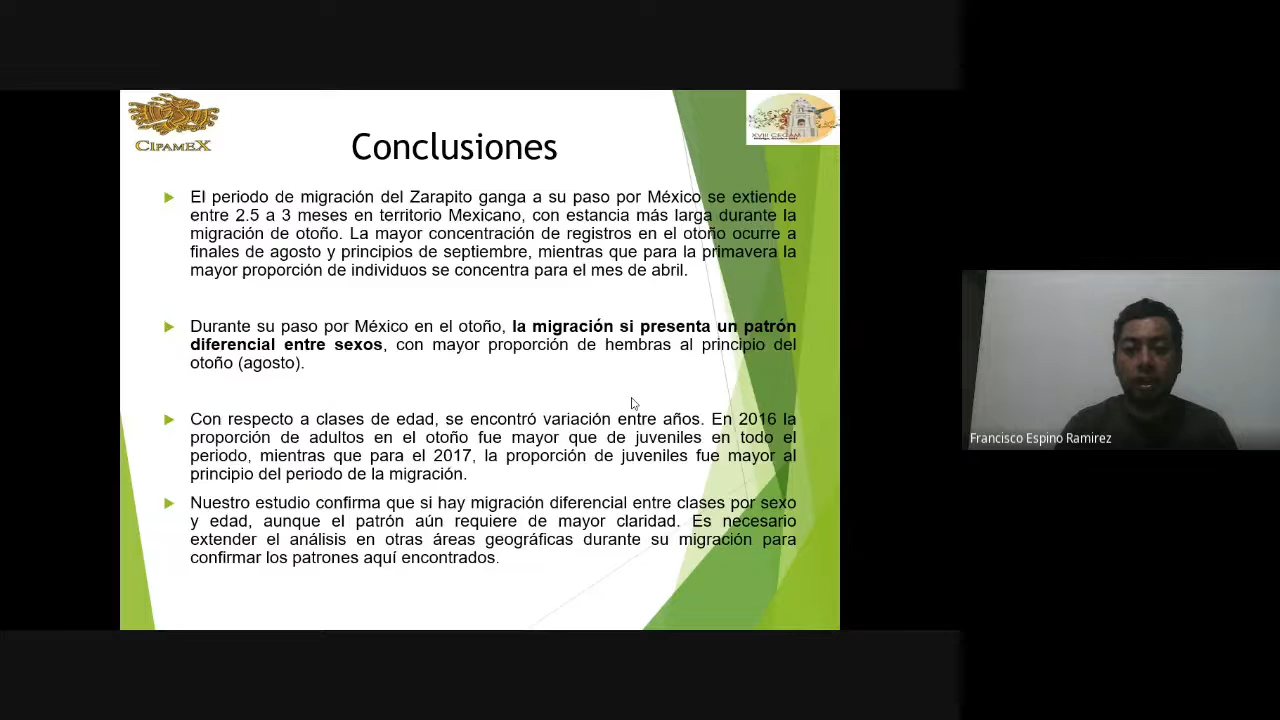 CIPAMEX
XVIII CECAM
Conclusiones
El periodo de migración del Zarapito ganga a su paso por México se extiende
entre 2.5 a 3 meses en territorio Mexicano, con estancia más larga durante la
migración de otoño. La mayor concentración de registros en el otoño ocurre a
finales de agosto y principios de septiembre, mientras que para la primavera la
mayor proporción de individuos se concentra para el mes de abril.
Durante su paso por México en el otoño, la migración si presenta un patrón
diferencial entre sexos, con mayor proporción de hembras al principio del
otoño (agosto).
Con respecto a clases de edad, se encontró variación entre años. En 2016 la
proporción de adultos en el otoño fue mayor que de juveniles en todo el
periodo, mientras que para el 2017, la proporción de juveniles fue mayor al
principio del periodo de la migración.
Nuestro estudio confirma que si hay migración diferencial entre clases por sexo
y edad, aunque el patrón aún requiere de mayor claridad. Es necesario
extender el análisis en otras áreas geográficas durante su migración para
confirmar los patrones aquí encontrados.
Francisco Espino Ramirez